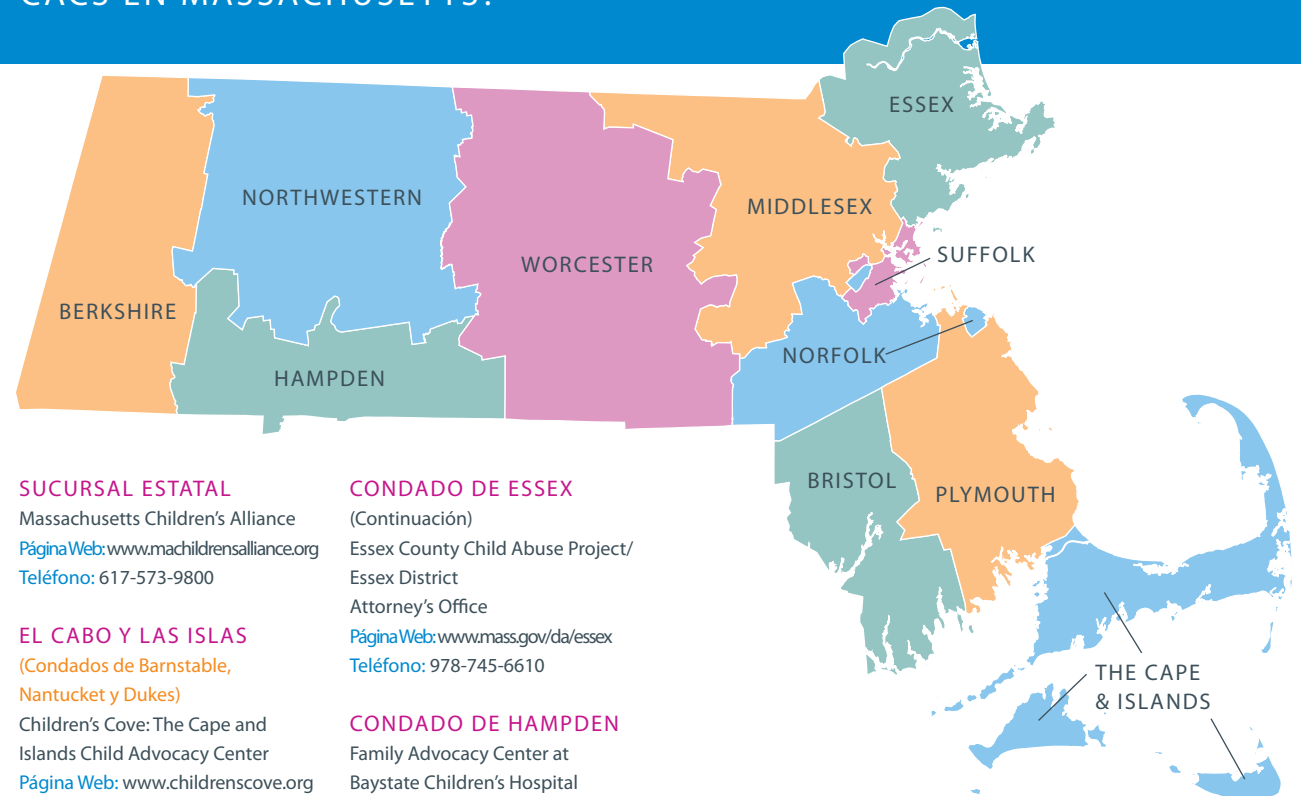 CACS EN MASSACHUSETTS?
ESSEX
NORTHWESTERN
MIDDLESEX
SUFFOLK
WORCESTER
BERKSHIRE
NORFOLK
HAMPDEN
BRISTOL
PLYMOUTH
THE CAPE
& ISLANDS
SUCURSAL ESTATAL
Massachusetts Children’s Alliance
Página Web: www.machildrensalliance.org
Teléfono: 617-573-9800
EL CABO Y LAS ISLAS
(Condados de Barnstable,
Nantucket y Dukes)
Children’s Cove: The Cape and
Islands Child Advocacy Center
Página Web: www.childrenscove.org
CONDADO DE ESSEX
(Continuación)
Essex County Child Abuse Project/
Essex District
Attorney’s Office
Página Web: www.mass.gov/da/essex
Teléfono: 978-745-6610
CONDADO DE HAMPDEN
Family Advocacy Center at
Baystate Children’s Hospital